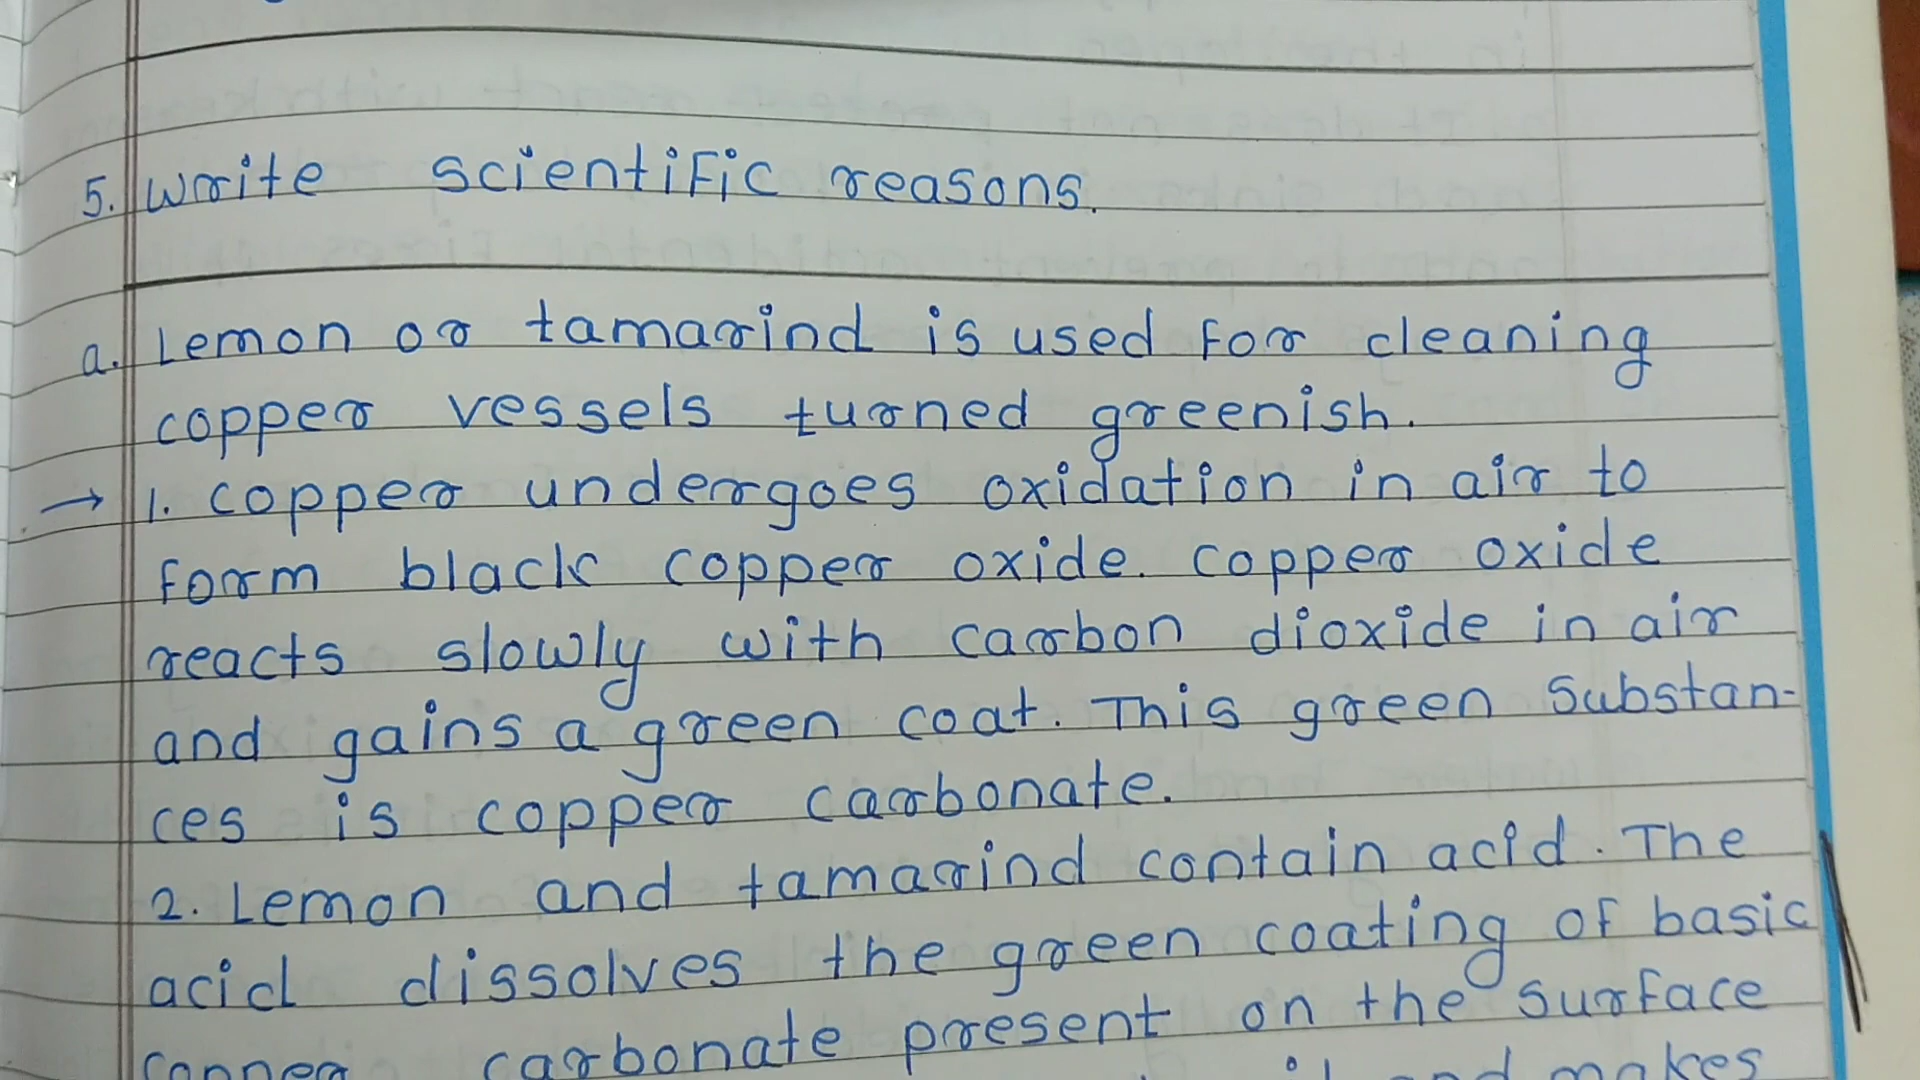 5. Write scientific reasons.
a. Lemon or tamarind is used for cleaning
copper vessels turned greenish.
→ 1. copper undergoes oxidation in air to
form black copper oxide. copper oxide
reacts slowly with carbon dioxide in air
and gains a green coat. This green substan-
ces is copper carbonate.
2. Lemon and tamarind contain acid. The
acid dissolves the green coating of basic
copper carbonate present on the surface
and makes